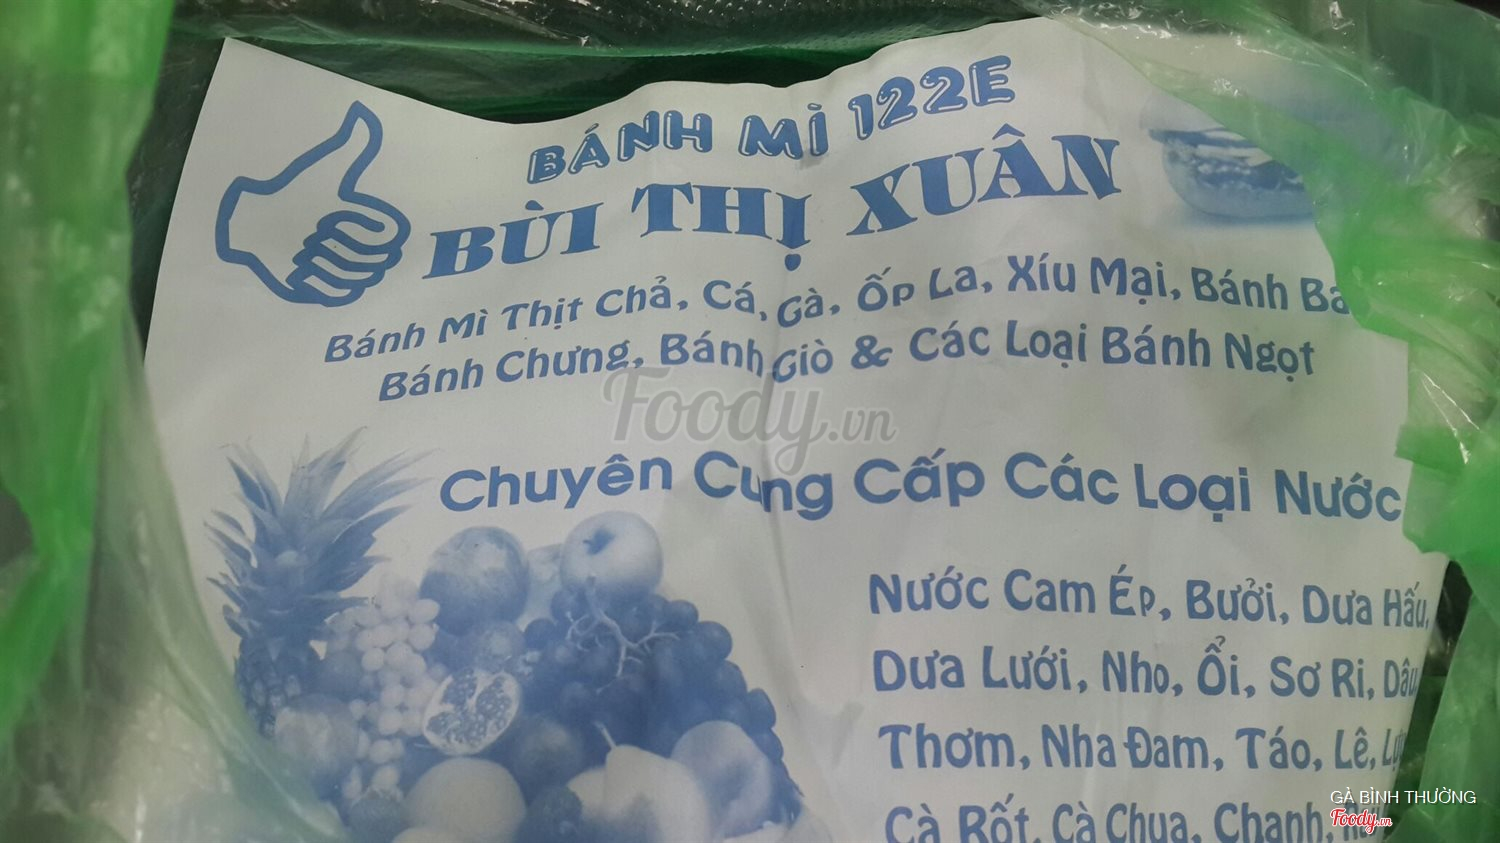 BÁNH MÌ 122E
BÙI THỊ XUÂN
Bánh Mì Thịt Chả, Cá, Gà, Ốp La, Xíu Mại, Bánh
Bánh Chưng, Bánh Giò & Các Loại Bánh Ngọt
Foody.vn
Chuyên Cung Cấp Các Loại Nước
Nước Cam Ép, Bưởi, Dưa Hấu,
Dưa Lưới, Nho, Ổi, Sơ Ri, Dâu
Thơm, Nha Đam, Táo, Lê,
Cà Rốt, Cà Chua, Chanh,
GÀ BÌNH THƯỜNG
Foody.vn